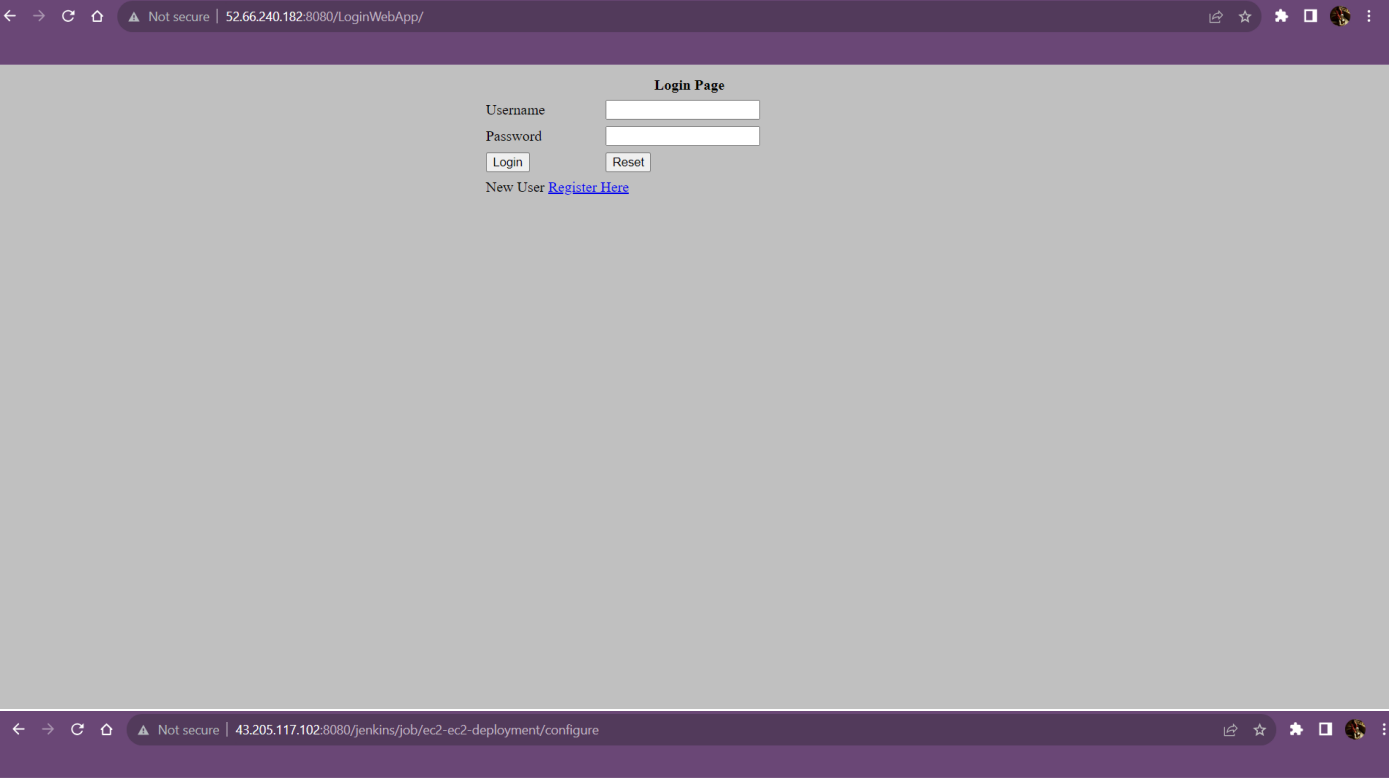 Not secure | 52.66.240.182:8080/LoginWebApp/
Login Page
Username
Password
Login Reset
New User Register Here
Not secure | 43.205.117.102:8080/jenkins/job/ec2-ec2-deployment/configure